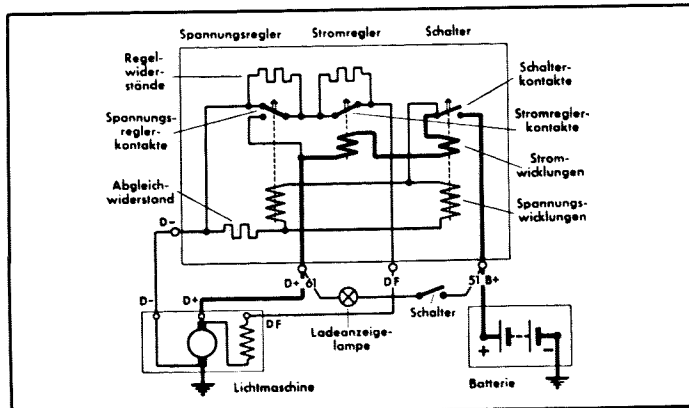 Spannungsregler
Stromregler
Schalter
Regel-
wider-
stände
Schalter-
kontakte
Spannungs-
regler-
kontakte
Stromregler-
kontakte
Strom-
wicklungen
Abgleich-
widerstand
Spannungs-
wicklungen
D-
D+ 61
DF
51 B+
D-
D+
DF
Ladeanzeige-
lampe
Schalter
+
-
Lichtmaschine
Batterie